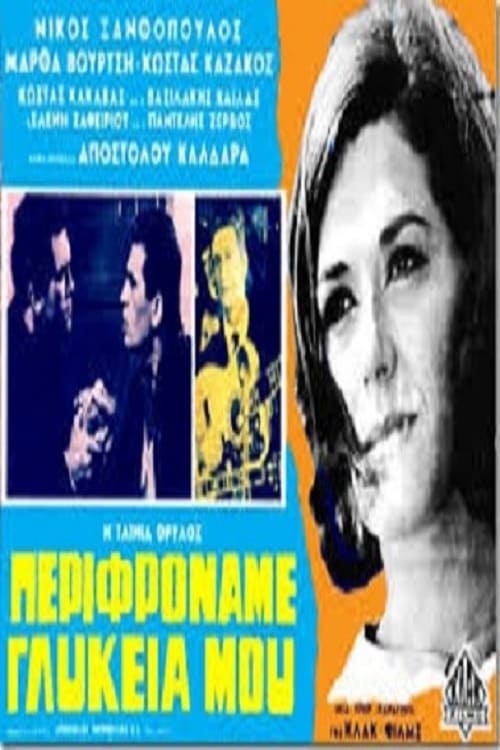 ΝΙΚΟΣ ΞΑΝΘΟΠΟΥΛΟΣ
ΜΑΡΘΑ ΒΟΥΡΤΣΗ - ΚΩΣΤΑΣ ΚΑΖΑΚΟΣ
ΚΩΣΤΑΣ ΚΑΚΑΒΑΣ ΒΑΣΙΛΑΚΗΣ ΚΑΪΛΑΣ
ΕΛΕΝΗ ΖΑΦΕΙΡΙΟΥ ΠΑΝΤΕΛΗΣ ΖΕΡΒΟΣ
ΑΠΟΣΤΟΛΟΥ ΚΑΛΔΑΡΑ
Η ΤΑΙΝΙΑ ΘΡΥΛΟΣ
ΠΕΡΙΦΡΟΝΑΜΕ
ΓΛΥΚΕΙΑ ΜΟΥ
ΚΛΑΚ ΦΙΛΜΣ